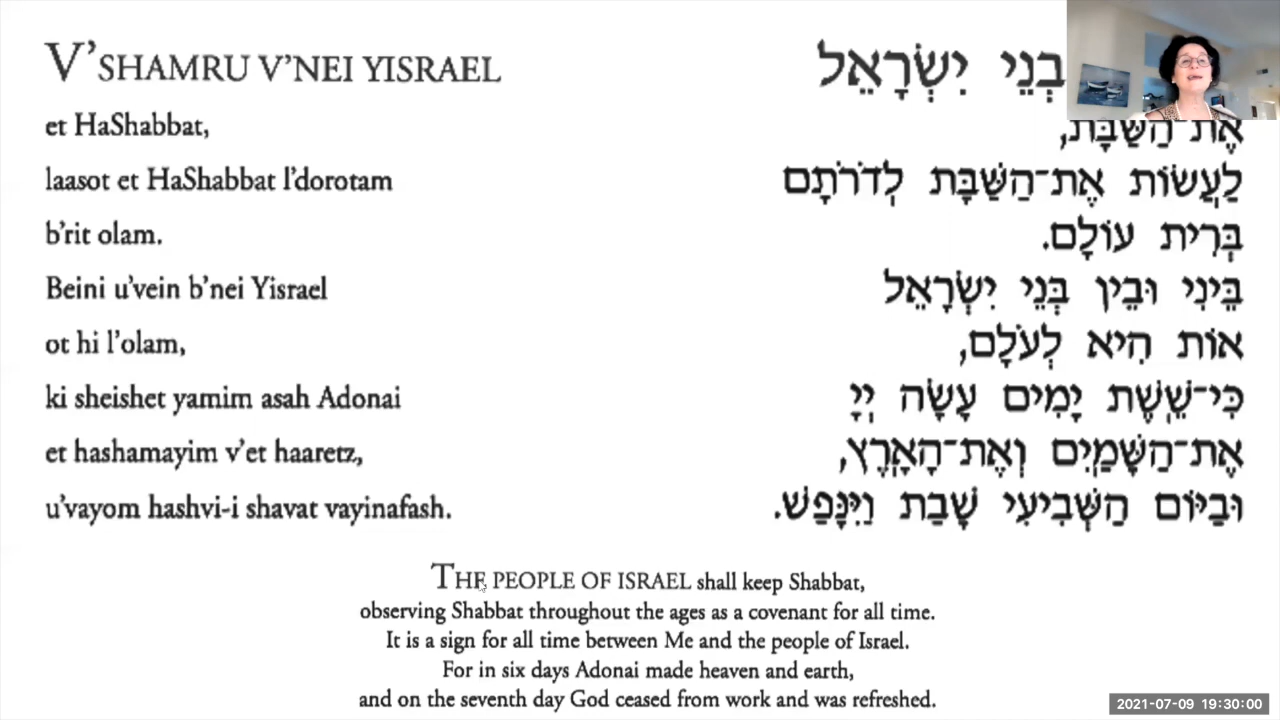 V’SHAMRU V’NEI YISRAEL
et HaShabbat,
laasot et HaShabbat l’dorotam
b’rit olam.
Beini u’vein b’nei Yisrael
ot hi l’olam,
ki sheishet yamim asah Adonai
et hashamayim v’et haaretz,
u’vayom hashvi-i shavat vayinafash.
בְנֵי יִשְׂרָאֵל
אֶת הַשַּׁבָּת,
לַעֲשׂוֹת אֶת־הַשַּׁבָּת לְדֹרֹתָם
בְּרִית עוֹלָם.
בֵּינִי וּבֵין בְּנֵי יִשְׂרָאֵל
אוֹת הִיא לְעֹלָם,
כִּי־שֵׁשֶׁת יָמִים עָשָׂה יְיָ
אֶת־הַשָּׁמַיִם וְאֶת־הָאָרֶץ,
וּבַיּוֹם הַשְּׁבִיעִי שָׁבַת וַיִּנָּפַשׁ.
THE PEOPLE OF ISRAEL shall keep Shabbat,
observing Shabbat throughout the ages as a covenant for all time.
It is a sign for all time between Me and the people of Israel.
For in six days Adonai made heaven and earth,
and on the seventh day God ceased from work and was refreshed.
2021-07-09 19:30:00